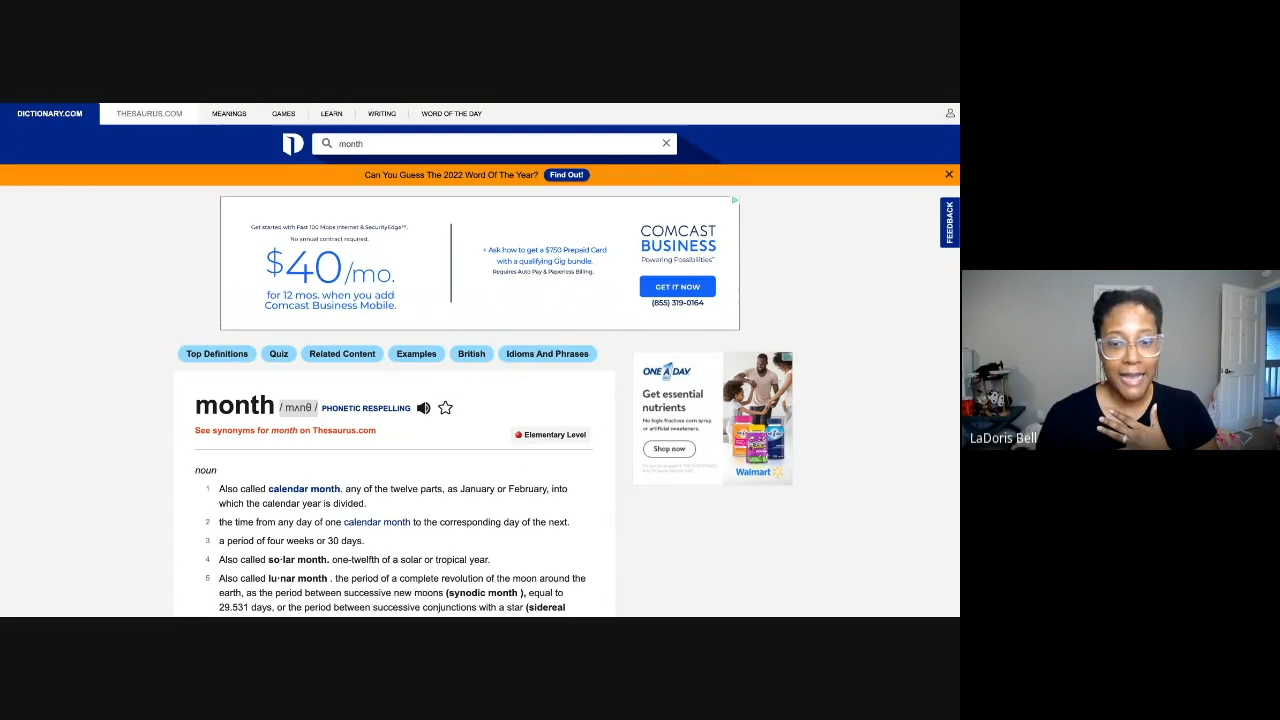 DICTIONARY.COM THESAURUS.COM MEANINGS GAMES LEARN WRITING WORD OF THE DAY
month
Can You Guess The 2022 Word Of The Year? Find Out!
FEEDBACK
Get started with Fast 100 Mbps Internet & SecurityEdge™.
No annual contract required.
$40/mo.
for 12 mos. when you add
Comcast Business Mobile.
+ Ask how to get a $750 Prepaid Card
with a qualifying Gig bundle.
Requires Auto Pay & Paperless Billing.
COMCAST
BUSINESS
Powering Possibilities™
GET IT NOW
(855) 319-0164
Top Definitions Quiz Related Content Examples British Idioms And Phrases
month / mʌnθ / PHONETIC RESPELLING
See synonyms for month on Thesaurus.com
Elementary Level
noun
1 Also called calendar month. any of the twelve parts, as January or February, into
which the calendar year is divided.
2 the time from any day of one calendar month to the corresponding day of the next.
3 a period of four weeks or 30 days.
4 Also called so·lar month. one-twelfth of a solar or tropical year.
5 Also called lu·nar month . the period of a complete revolution of the moon around the
earth, as the period between successive new moons (synodic month ), equal to
29.531 days, or the period between successive conjunctions with a star (sidereal
ONE A DAY
Get essential
nutrients
No high-fructose corn syrup
or artificial sweeteners.
Shop now
Walmart
LaDoris Bell